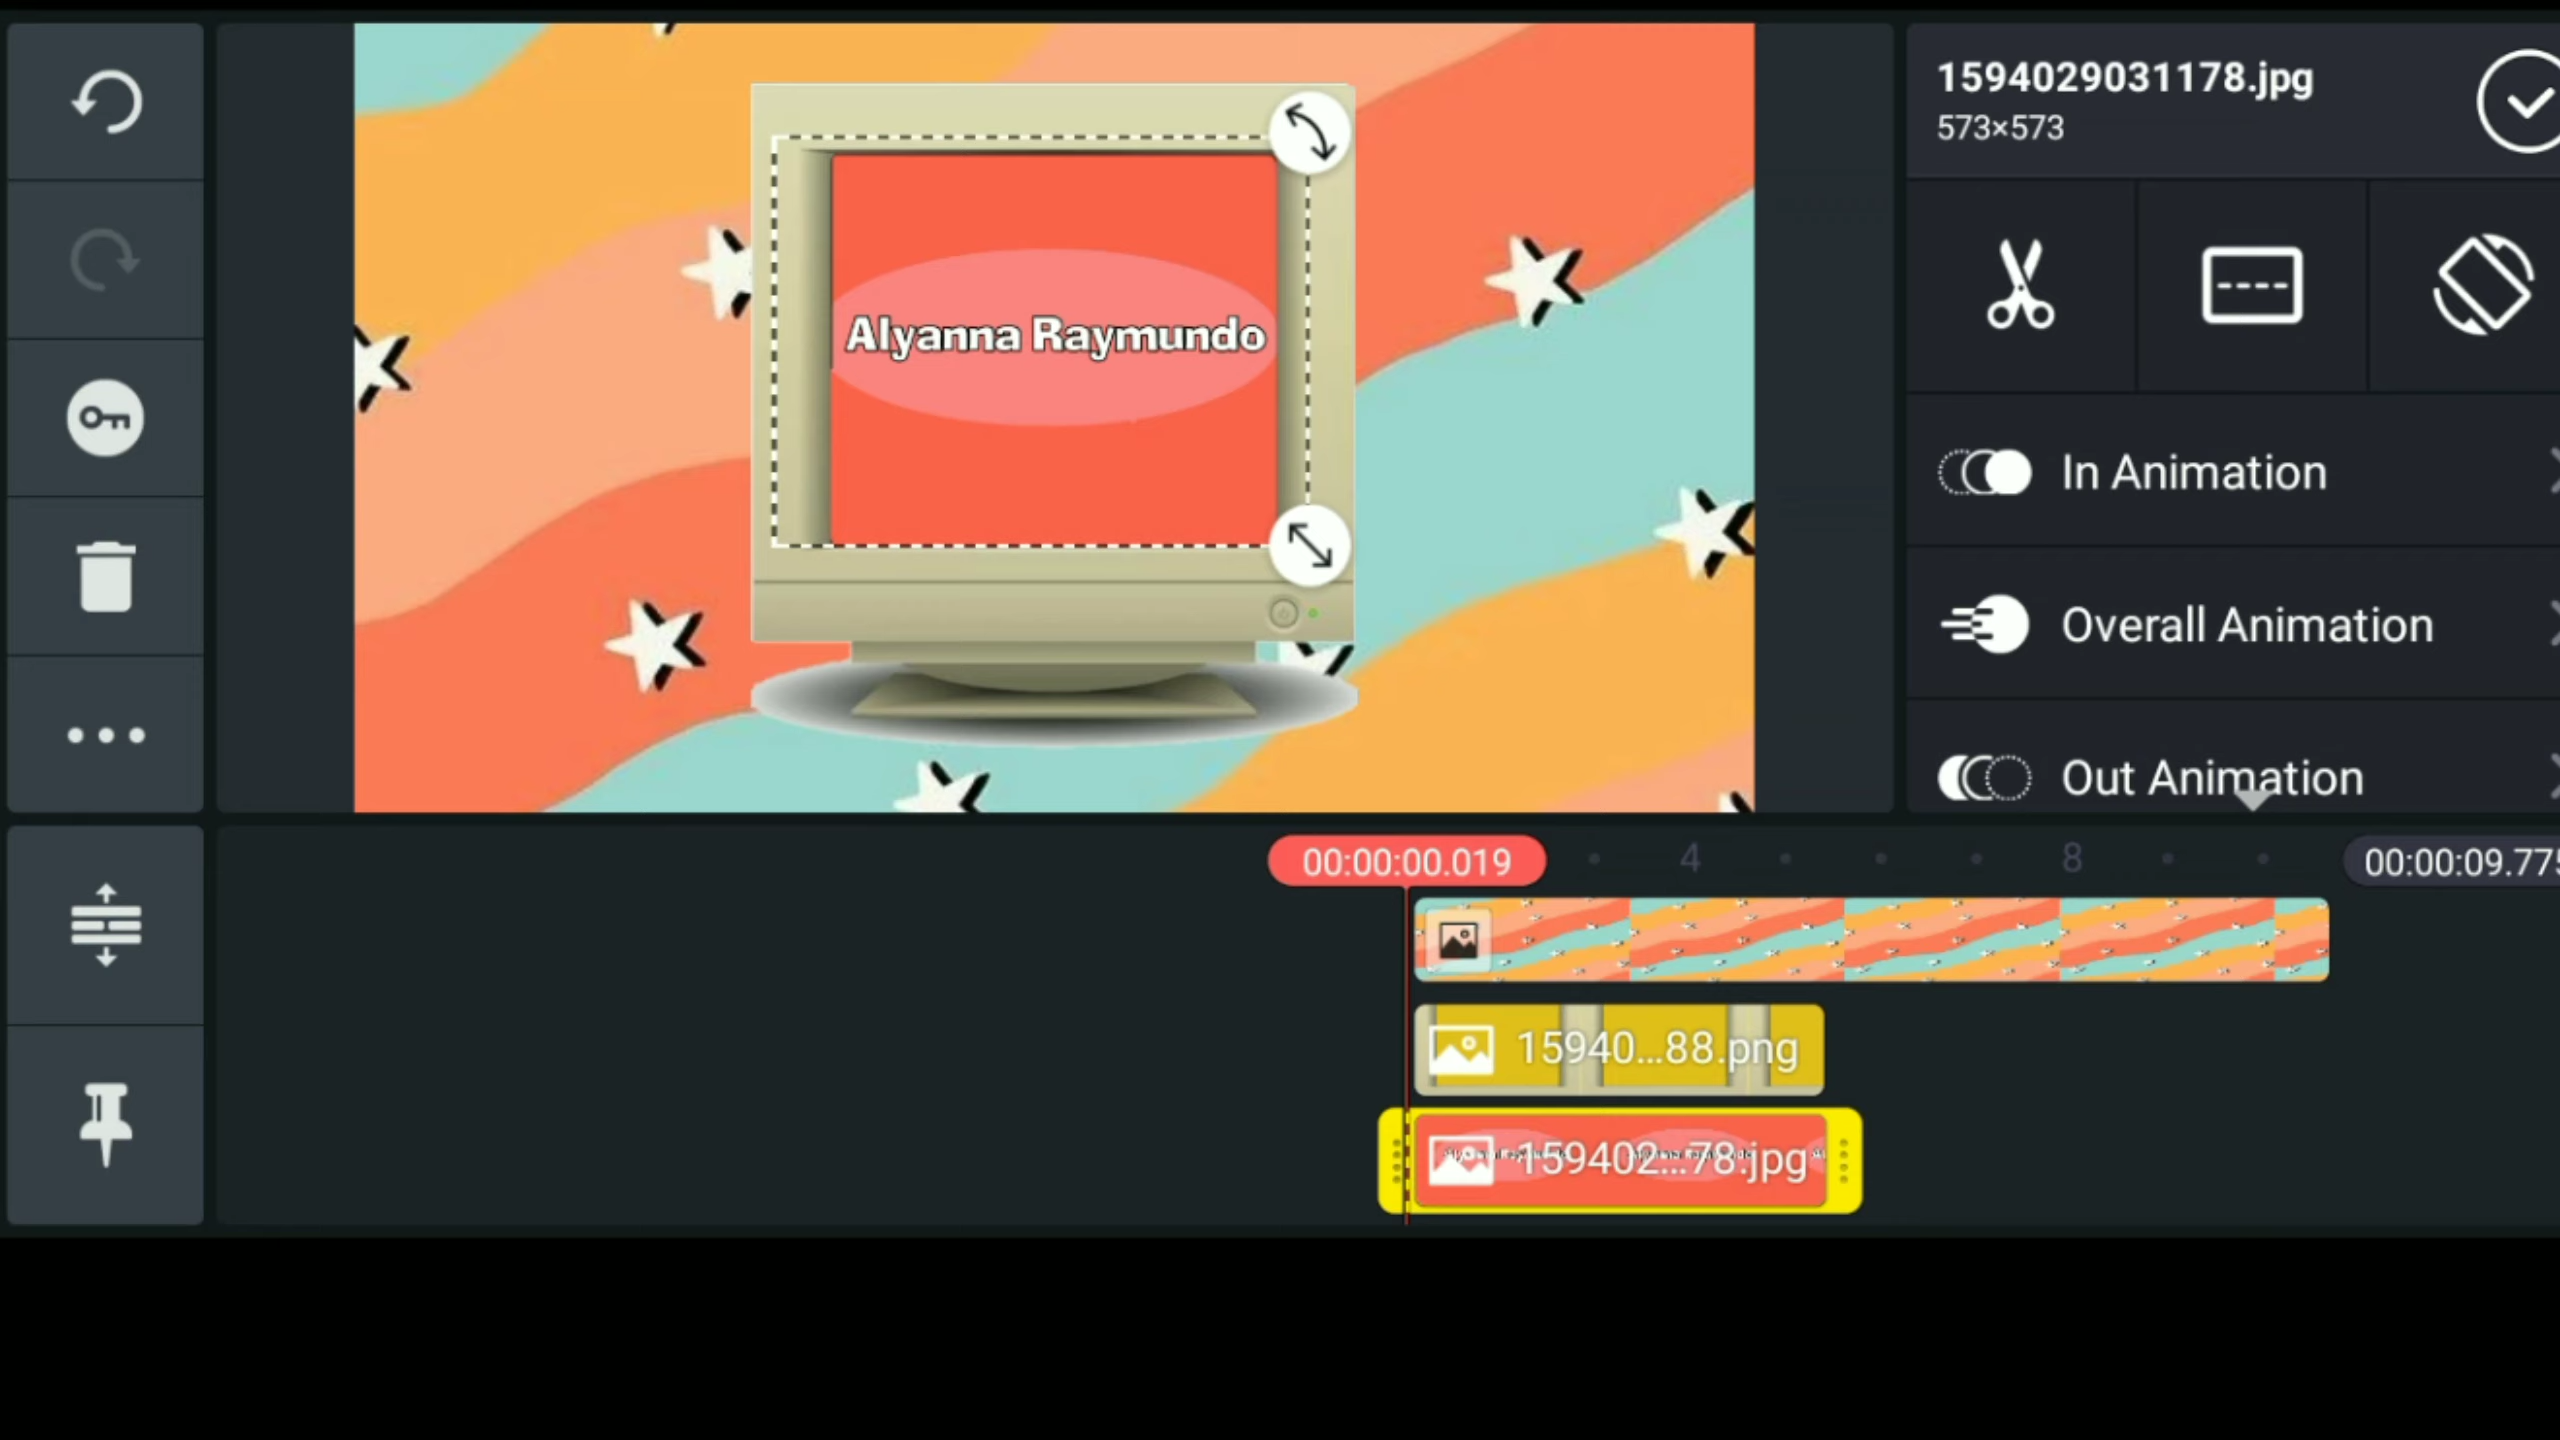 1594029031178.jpg
573×573
Alyanna Raymundo
In Animation
Overall Animation
Out Animation
00:00:00.019
4
8
00:00:09.775
15940...88.png
159402...78.jpg